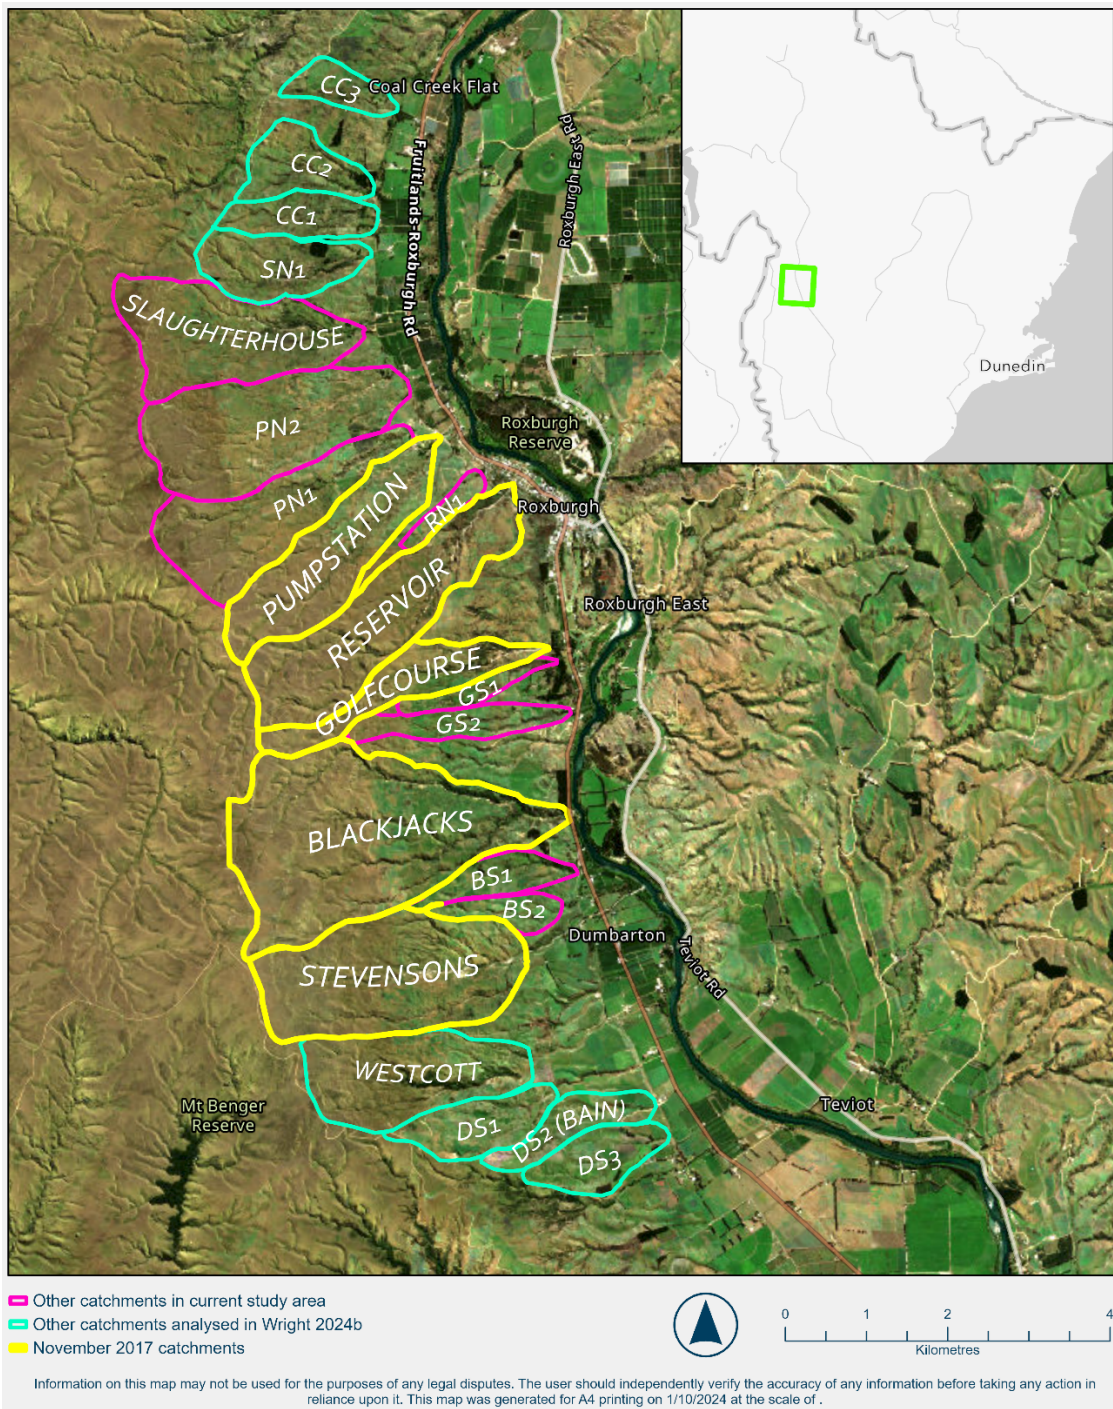 CC3
Coal Creek Flat
CC2
CC1
SN1
Fruitlands-Roxburgh Rd
Roxburgh East Rd
Dunedin
SLAUGHTERHOUSE
PN2
PN1
Roxburgh
Reserve
PUMPSTATION
RN1
Roxburgh
RESERVOIR
Roxburgh East
GOLFCOURSE
GS1
GS2
BLACKJACKS
BS1
BS2
Dumbarton
Teviot Rd
STEVENSONS
WESTCOTT
Mt Benger
Reserve
DS1
DS2 (BAIN)
DS3
Teviot
Other catchments in current study area
Other catchments analysed in Wright 2024b
November 2017 catchments
0 1 2 4
Kilometres
Information on this map may not be used for the purposes of any legal disputes. The user should independently verify the accuracy of any information before taking any action in
reliance upon it. This map was generated for A4 printing on 1/10/2024 at the scale of .